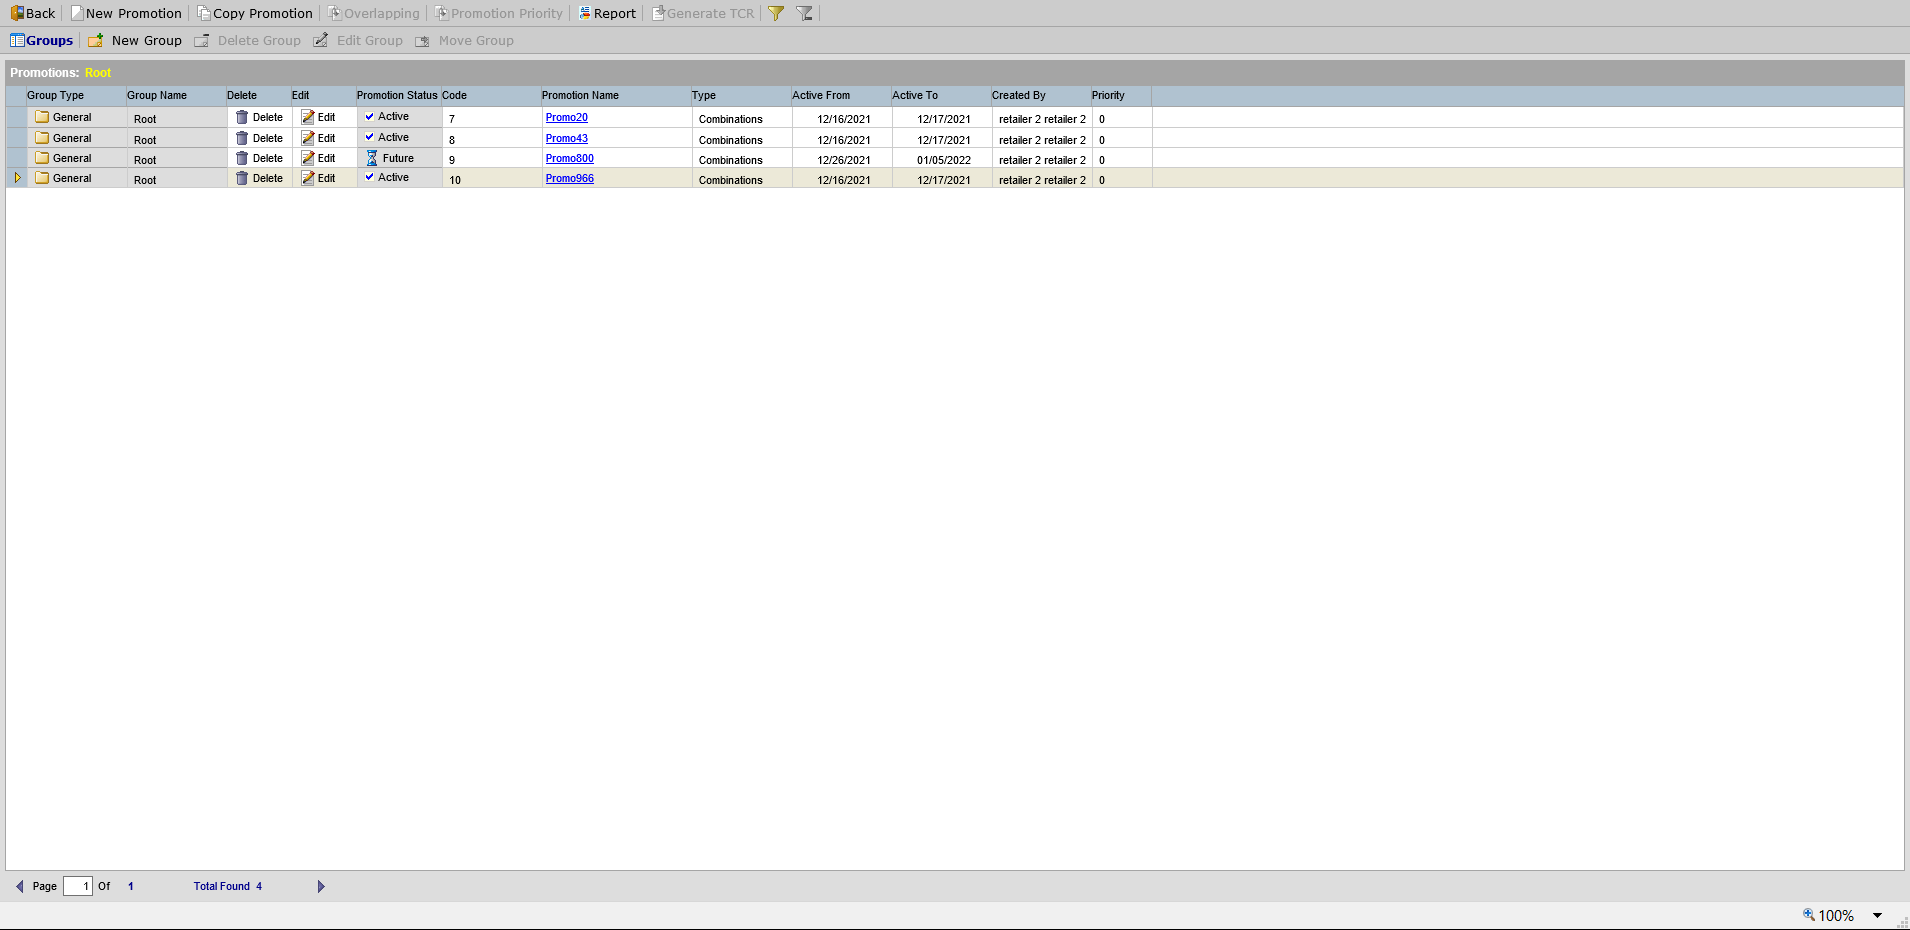 Back New Promotion Copy Promotion Overlapping Promotion Priority Report Generate TCR
Groups New Group Delete Group Edit Group Move Group
Promotions: Root
Group Type Group Name Delete Edit Promotion Status Code Promotion Name Type Active From Active To Created By Priority
General Root Delete Edit Active 7 Promo20 Combinations 12/16/2021 12/17/2021 retailer 2 retailer 2 0
General Root Delete Edit Active 8 Promo43 Combinations 12/16/2021 12/17/2021 retailer 2 retailer 2 0
General Root Delete Edit Future 9 Promo800 Combinations 12/26/2021 01/05/2022 retailer 2 retailer 2 0
General Root Delete Edit Active 10 Promo966 Combinations 12/16/2021 12/17/2021 retailer 2 retailer 2 0
Page 1 Of 1 Total Found 4
100%